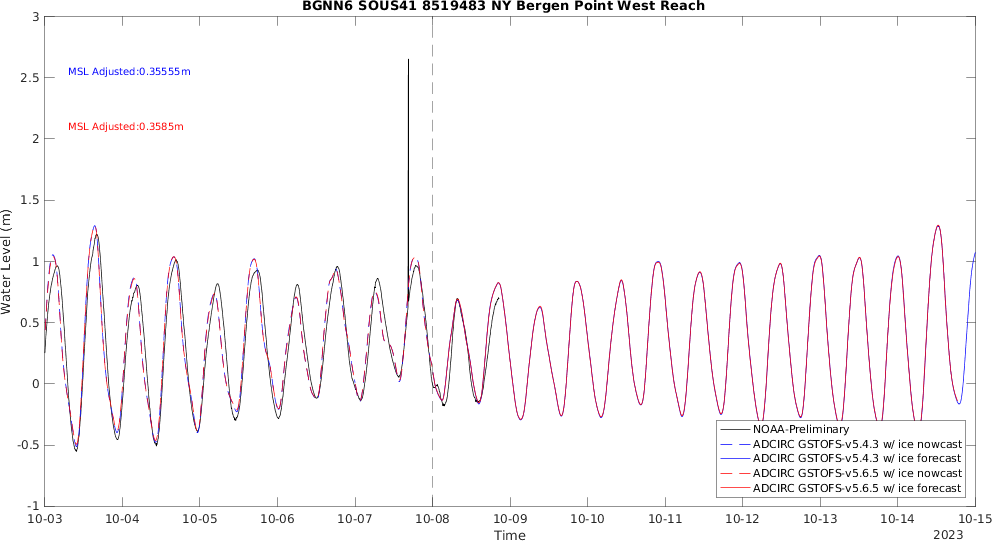 BGNN6 SOUS41 8519483 NY Bergen Point West Reach
3
2.5
2
1.5
1
0.5
0
-0.5
-1
Water Level (m)
MSL Adjusted:0.35555m
MSL Adjusted:0.3585m
NOAA-Preliminary
ADCIRC GSTOFS-v5.4.3 w/ ice nowcast
ADCIRC GSTOFS-v5.4.3 w/ ice forecast
ADCIRC GSTOFS-v5.6.5 w/ ice nowcast
ADCIRC GSTOFS-v5.6.5 w/ ice forecast
10-03 10-04 10-05 10-06 10-07 10-08 10-09 10-10 10-11 10-12 10-13 10-14 10-15
Time
2023